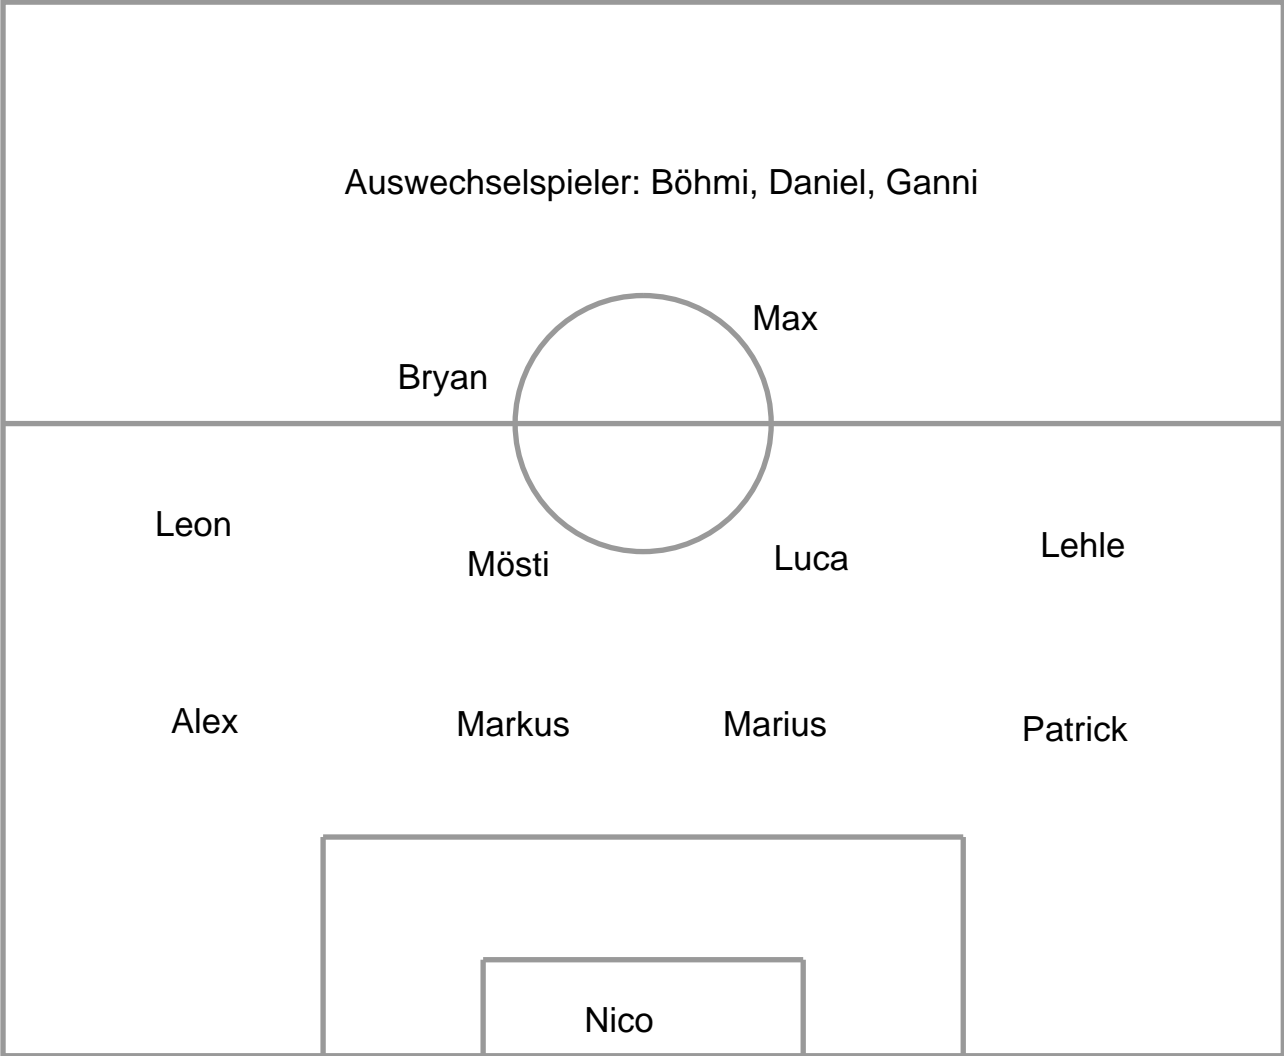 Auswechselspieler: Böhmi, Daniel, Ganni
Max
Bryan
Leon
Mösti
Luca
Lehle
Alex
Markus
Marius
Patrick
Nico